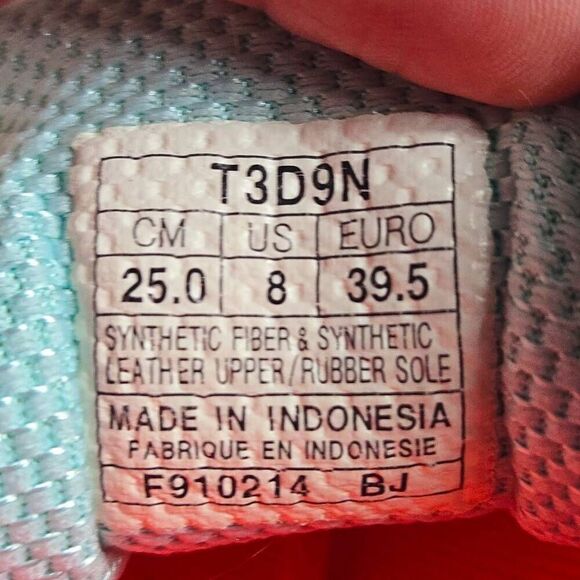 T3D9N
CM US EURO
25.0 8 39.5
SYNTHETIC FIBER & SYNTHETIC
LEATHER UPPER/RUBBER SOLE
MADE IN INDONESIA
FABRIQUE EN INDONESIE
F910214 BJ